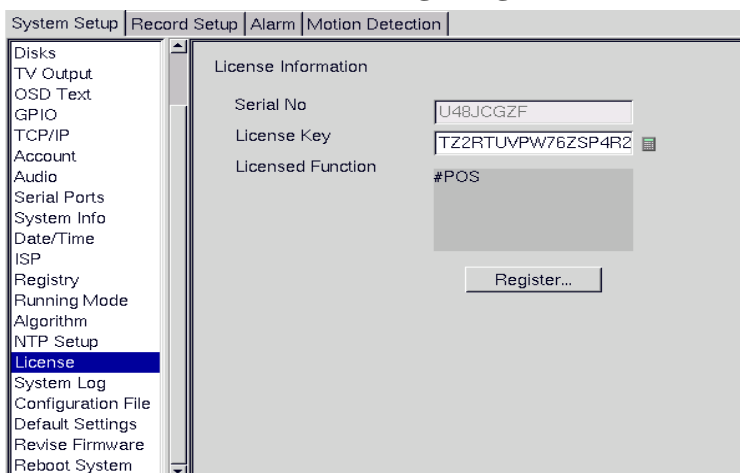 System Setup Record Setup Alarm Motion Detection
Disks
TV Output
OSD Text
GPIO
TCP/IP
Account
Audio
Serial Ports
System Info
Date/Time
ISP
Registry
Running Mode
Algorithm
NTP Setup
License
System Log
Configuration File
Default Settings
Revise Firmware
Reboot System
License Information
Serial No U48JCGZF
License Key TZ2RTUVPW76ZSP4R2
Licensed Function #POS
Register...